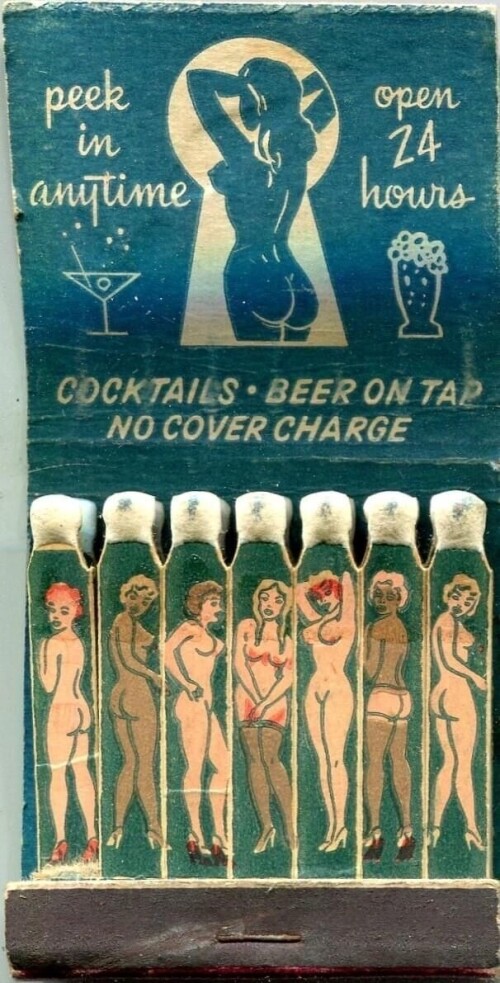 peek
in
anytime
open
24
hours
COCKTAILS • BEER ON TAP
NO COVER CHARGE